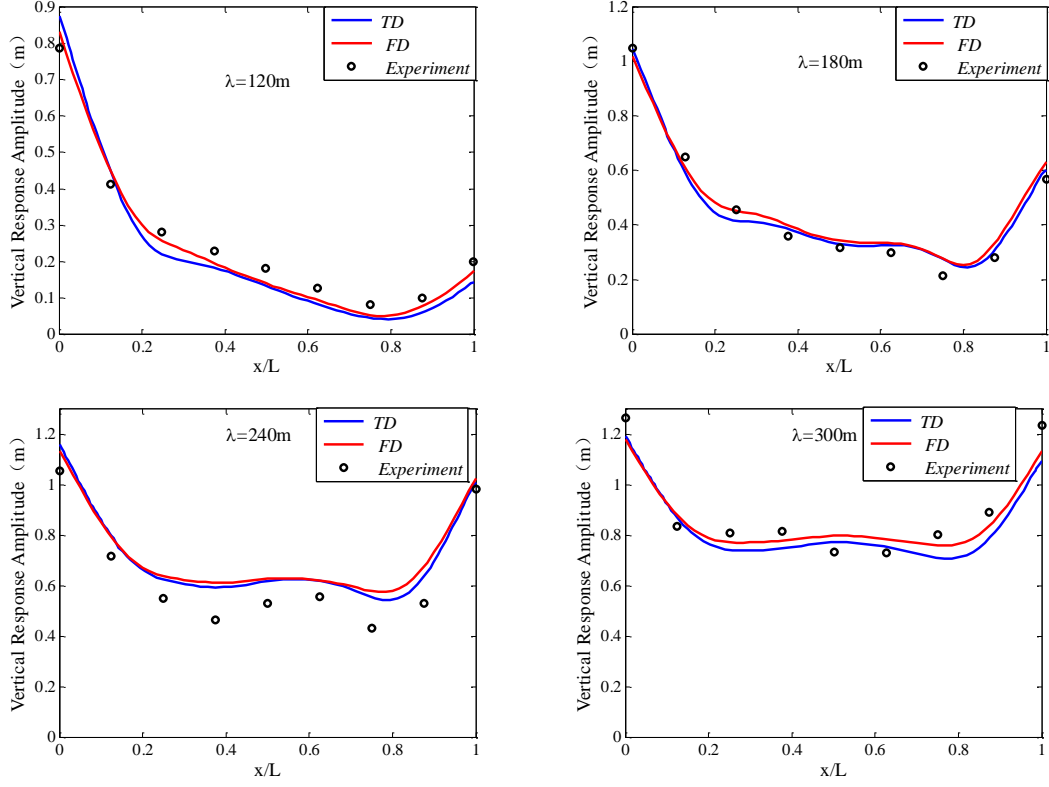 0.9
0.8
0.7
0.6
0.5
0.4
0.3
0.2
0.1
0
Vertical Response Amplitude（m）
λ=120m
TD
FD
Experiment
0 0.2 0.4 0.6 0.8 1
x/L
1.2
1
0.8
0.6
0.4
0.2
0
Vertical Response Amplitude（m）
λ=180m
TD
FD
Experiment
0 0.2 0.4 0.6 0.8 1
x/L
1.2
1
0.8
0.6
0.4
0.2
0
Vertical Response Amplitude（m）
λ=240m
TD
FD
Experiment
0 0.2 0.4 0.6 0.8 1
x/L
1.2
1
0.8
0.6
0.4
0.2
0
Vertical Response Amplitude（m）
λ=300m
TD
FD
Experiment
0 0.2 0.4 0.6 0.8 1
x/L